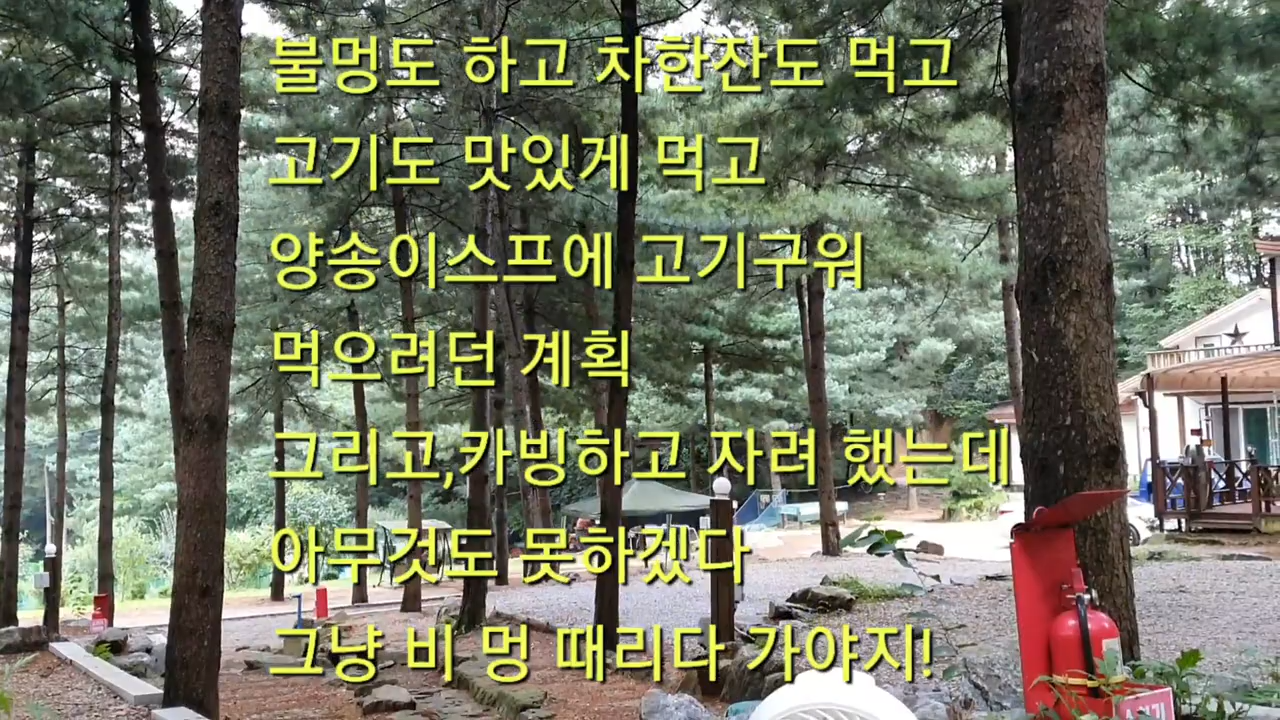 불멍도 하고 차한잔도 먹고
고기도 맛있게 먹고
양송이스프에 고기구워
먹으려던 계획
그리고,카빙하고 자려 했는데
아무것도 못하겠다
그냥 비 멍 때리다 가야지!